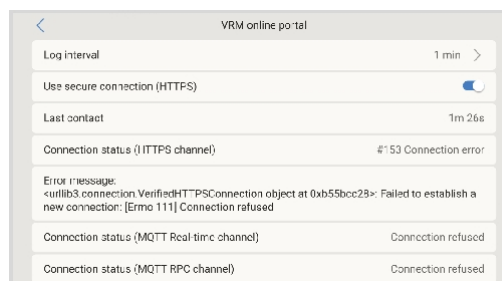 VRM online portal
Log interval 1 min
Use secure connection (HTTPS)
Last contact 1m 26s
Connection status (HTTPS channel) #153 Connection error
Error message:
<urllib3.connection.VerifiedHTTPSConnection object at 0xb55bcc28>: Failed to establish a
new connection: [Errno 111] Connection refused
Connection status (MQTT Real-time channel) Connection refused
Connection status (MQTT RPC channel) Connection refused